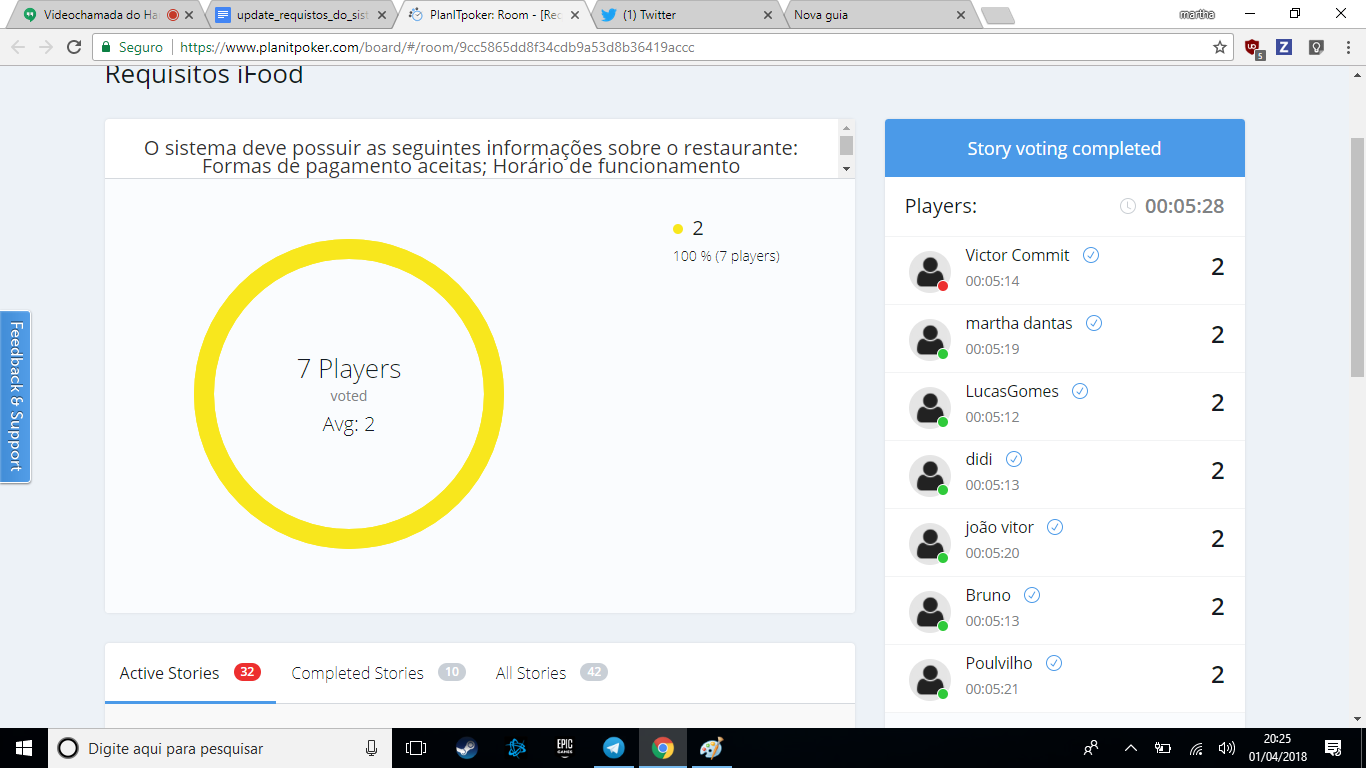 Videochamada do Ha
update_requistos_do_sis
PlanITpoker: Room - [Rec
(1) Twitter
Nova guia
martha
Seguro
https://www.planitpoker.com/board/#/room/9cc5865dd8f34cdb9a53d8b36419accc
5
Requisitos iFood
O sistema deve possuir as seguintes informações sobre o restaurante:
Formas de pagamento aceitas; Horário de funcionamento
2
100 % (7 players)
7 Players
voted
Avg: 2
Feedback & Support
Active Stories 32
Completed Stories 10
All Stories 42
Story voting completed
Players:
00:05:28
Victor Commit
00:05:14
2
martha dantas
00:05:19
2
LucasGomes
00:05:12
2
didi
00:05:13
2
joão vitor
00:05:20
2
Bruno
00:05:13
2
Poulvilho
00:05:21
2
Digite aqui para pesquisar
EPIC
GAMES
20:25
01/04/2018